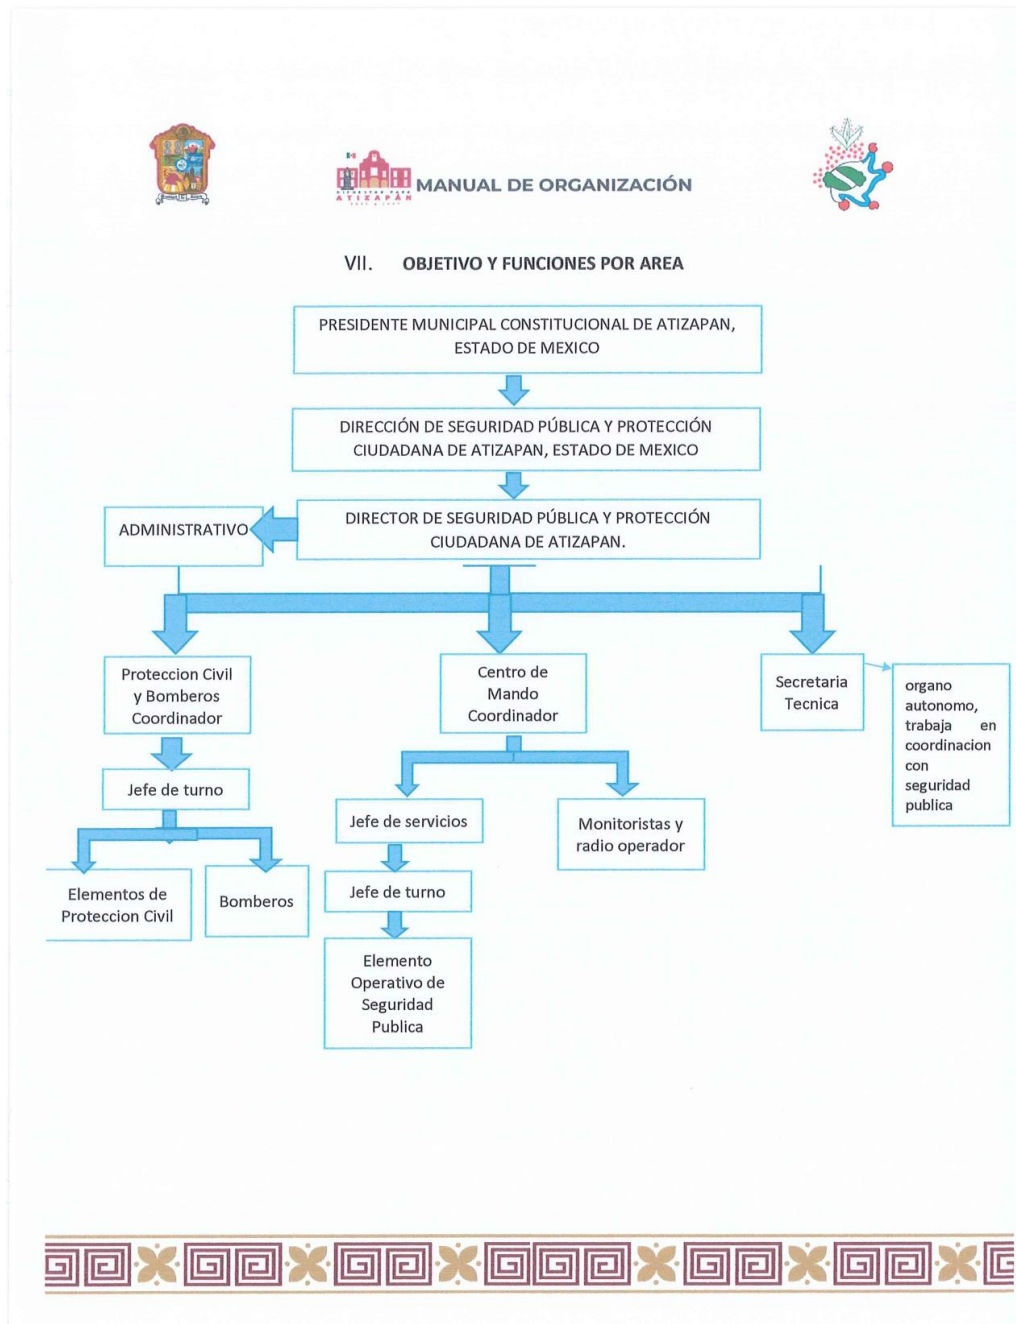 BIENESTAR PARA
ATIZAPÁN
MANUAL DE ORGANIZACIÓN
VII. OBJETIVO Y FUNCIONES POR AREA
PRESIDENTE MUNICIPAL CONSTITUCIONAL DE ATIZAPAN,
ESTADO DE MEXICO
DIRECCIÓN DE SEGURIDAD PÚBLICA Y PROTECCIÓN
CIUDADANA DE ATIZAPAN, ESTADO DE MEXICO
ADMINISTRATIVO
DIRECTOR DE SEGURIDAD PÚBLICA Y PROTECCIÓN
CIUDADANA DE ATIZAPAN.
Proteccion Civil
y Bomberos
Coordinador
Centro de
Mando
Coordinador
Secretaria
Tecnica
organo
autonomo,
trabaja en
coordinacion
con
seguridad
publica
Jefe de turno
Elementos de
Proteccion Civil
Bomberos
Jefe de servicios
Monitoristas y
radio operador
Jefe de turno
Elemento
Operativo de
Seguridad
Publica